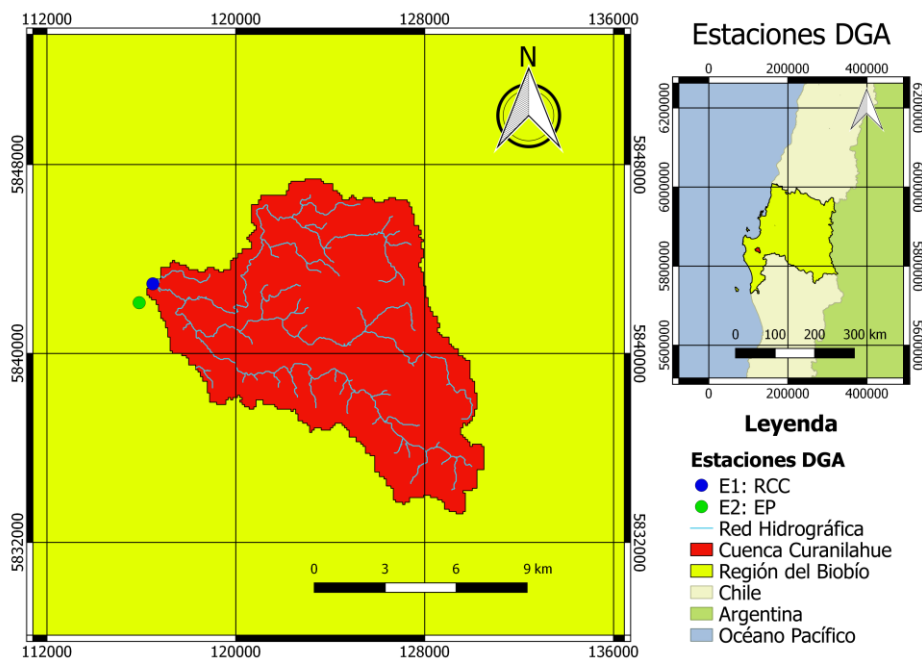 112000 120000 128000 136000
N
5848000 5848000
5840000 5840000
5832000 5832000
0 3 6 9 km
112000 120000 128000 136000
Estaciones DGA
0 200000 400000
6200000 6200000
6000000 6000000
5800000 5800000
5600000 5600000
0 100 200 300 km
0 200000 400000
Leyenda
Estaciones DGA
E1: RCC
E2: EP
Red Hidrográfica
Cuenca Curanilahue
Región del Biobío
Chile
Argentina
Océano Pacífico